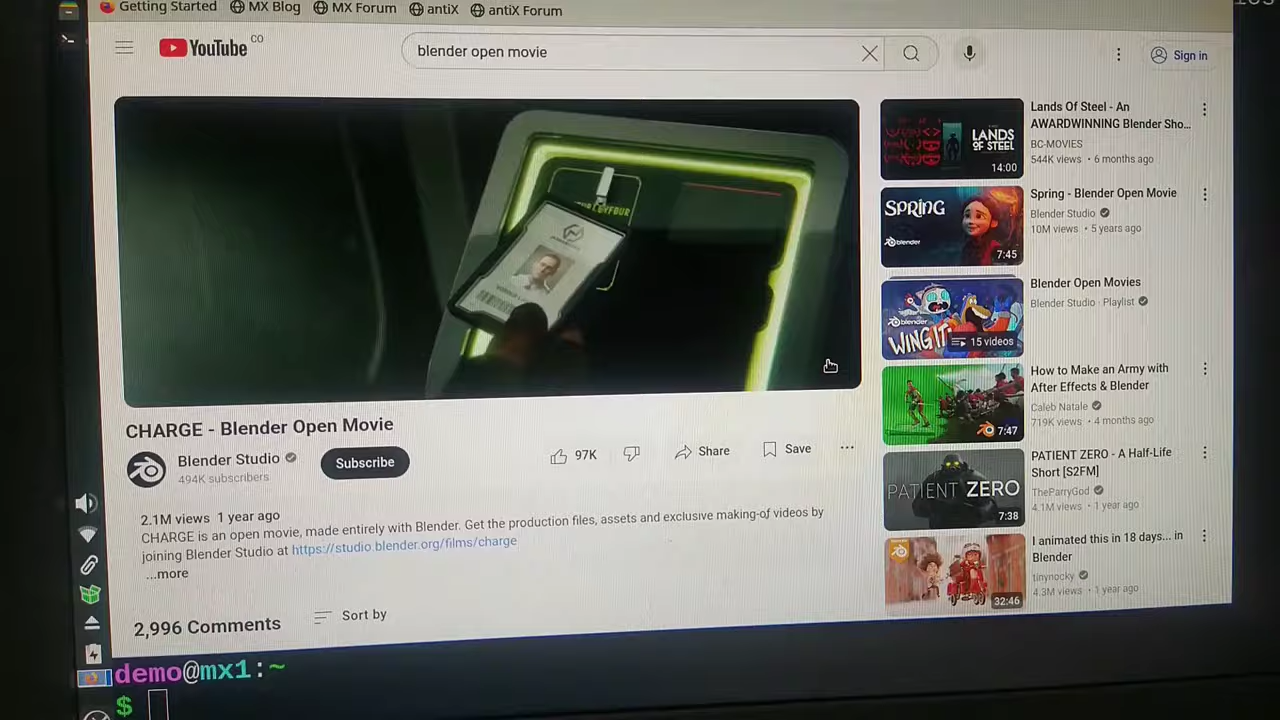 Getting Started
MX Blog
MX Forum
antiX
antiX Forum
YouTube CO
blender open movie
Sign in
CHARGE - Blender Open Movie
Blender Studio
494K subscribers
Subscribe
97K
Share
Save
2.1M views 1 year ago
CHARGE is an open movie, made entirely with Blender. Get the production files, assets and exclusive making-of videos by
joining Blender Studio at https://studio.blender.org/films/charge
...more
2,996 Comments
Sort by
LANDS
OF STEEL
14:00
Lands Of Steel - An
AWARDWINNING Blender Sho...
BC-MOVIES
544K views • 6 months ago
SPRING
blender
7:45
Spring - Blender Open Movie
Blender Studio
10M views • 5 years ago
blender
WING IT
15 videos
Blender Open Movies
Blender Studio · Playlist
7:47
How to Make an Army with
After Effects & Blender
Caleb Natale
719K views • 4 months ago
PATIENT ZERO
7:38
PATIENT ZERO - A Half-Life
Short [S2FM]
TheParryGod
4.1M views • 1 year ago
32:46
I animated this in 18 days... in
Blender
tinynocky
4.3M views • 1 year ago
demo@mx1:~
$